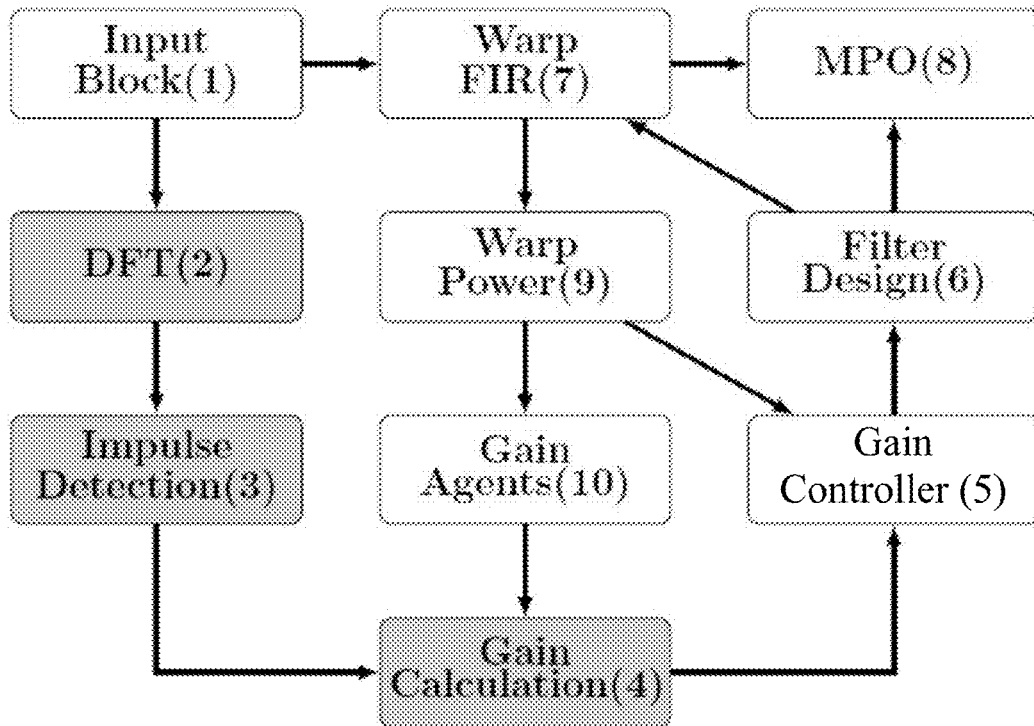 Input
Block(1)
Warp
FIR(7)
MPO(8)
DFT(2)
Warp
Power(9)
Filter
Design(6)
Impulse
Detection(3)
Gain
Agents(10)
Gain
Controller (5)
Gain
Calculation(4)